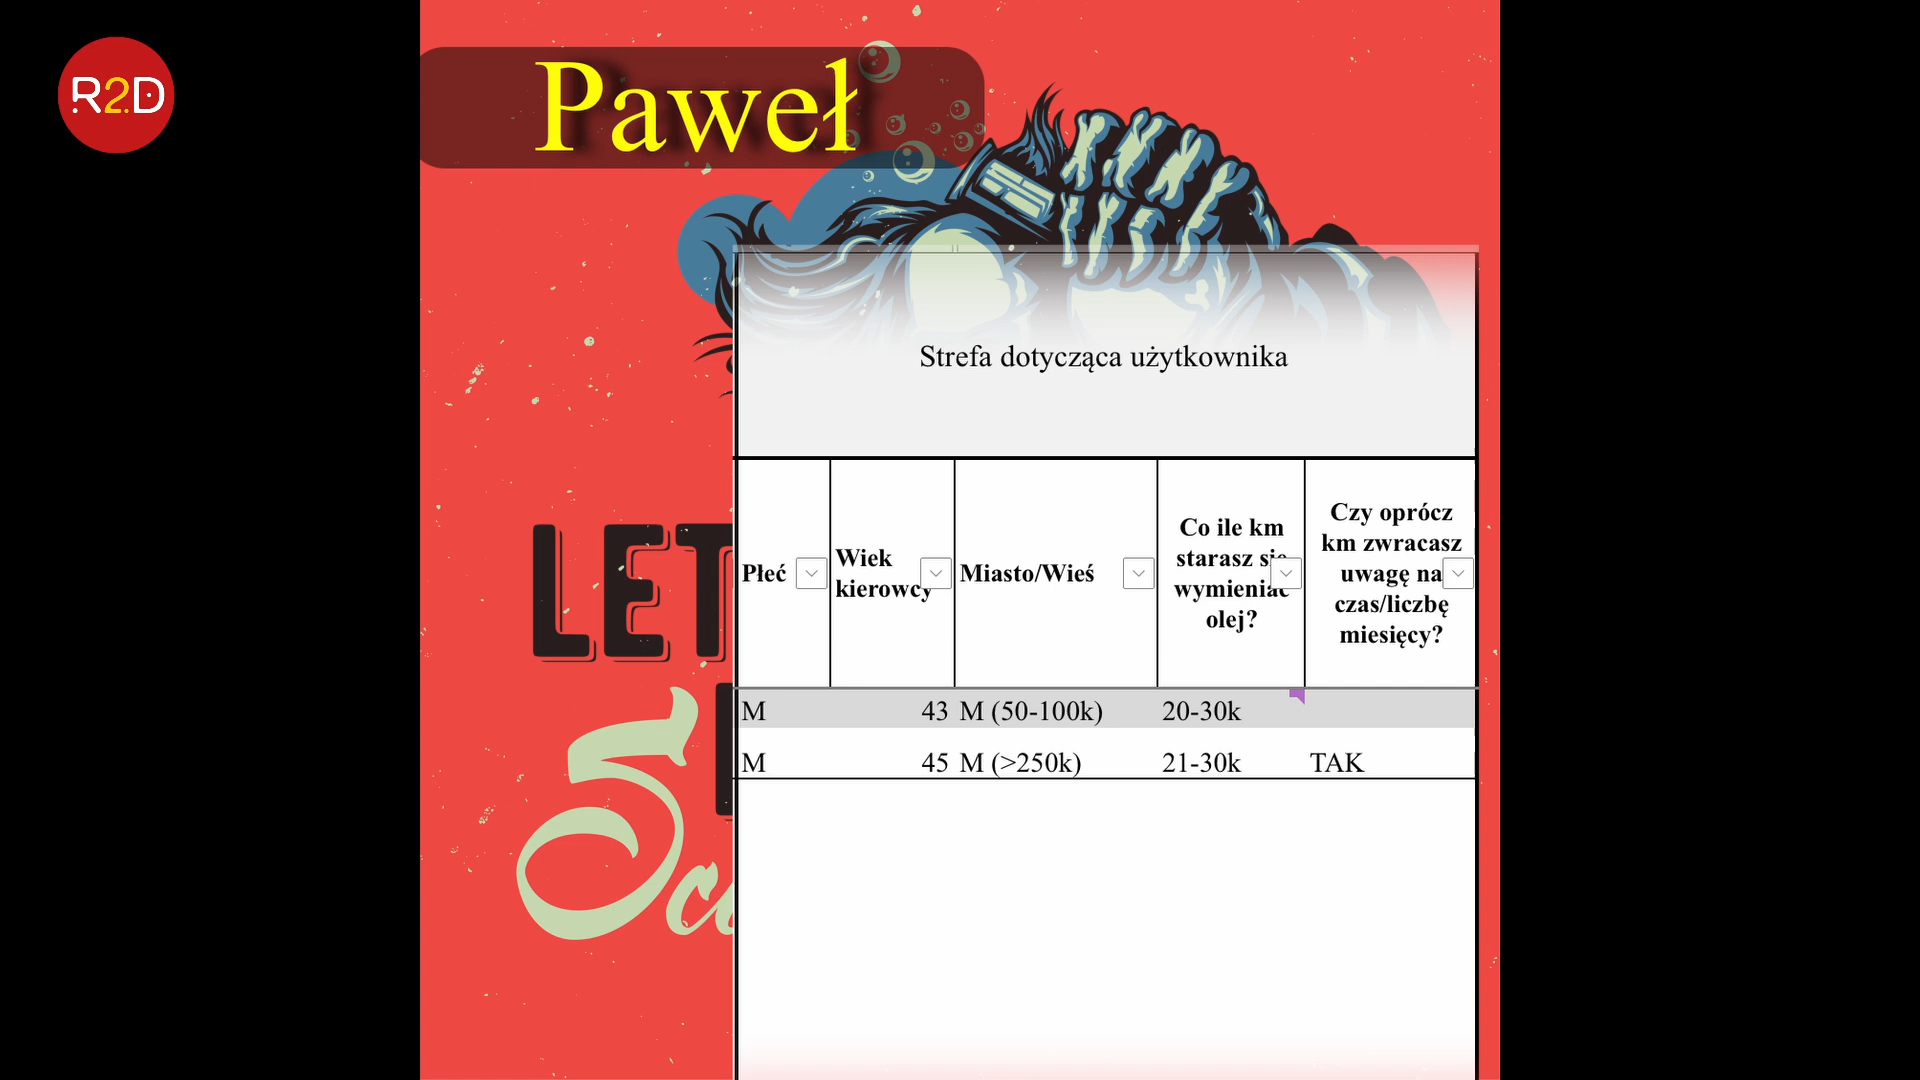 R2D
Paweł
Strefa dotycząca użytkownika
LET
Płeć
Wiek
kierowcy
Miasto/Wieś
Co ile km
starasz się
wymieniać
olej?
Czy oprócz
km zwracasz
uwagę na
czas/liczbę
miesięcy?
M 43 M (50-100k) 20-30k
M 45 M (>250k) 21-30k TAK